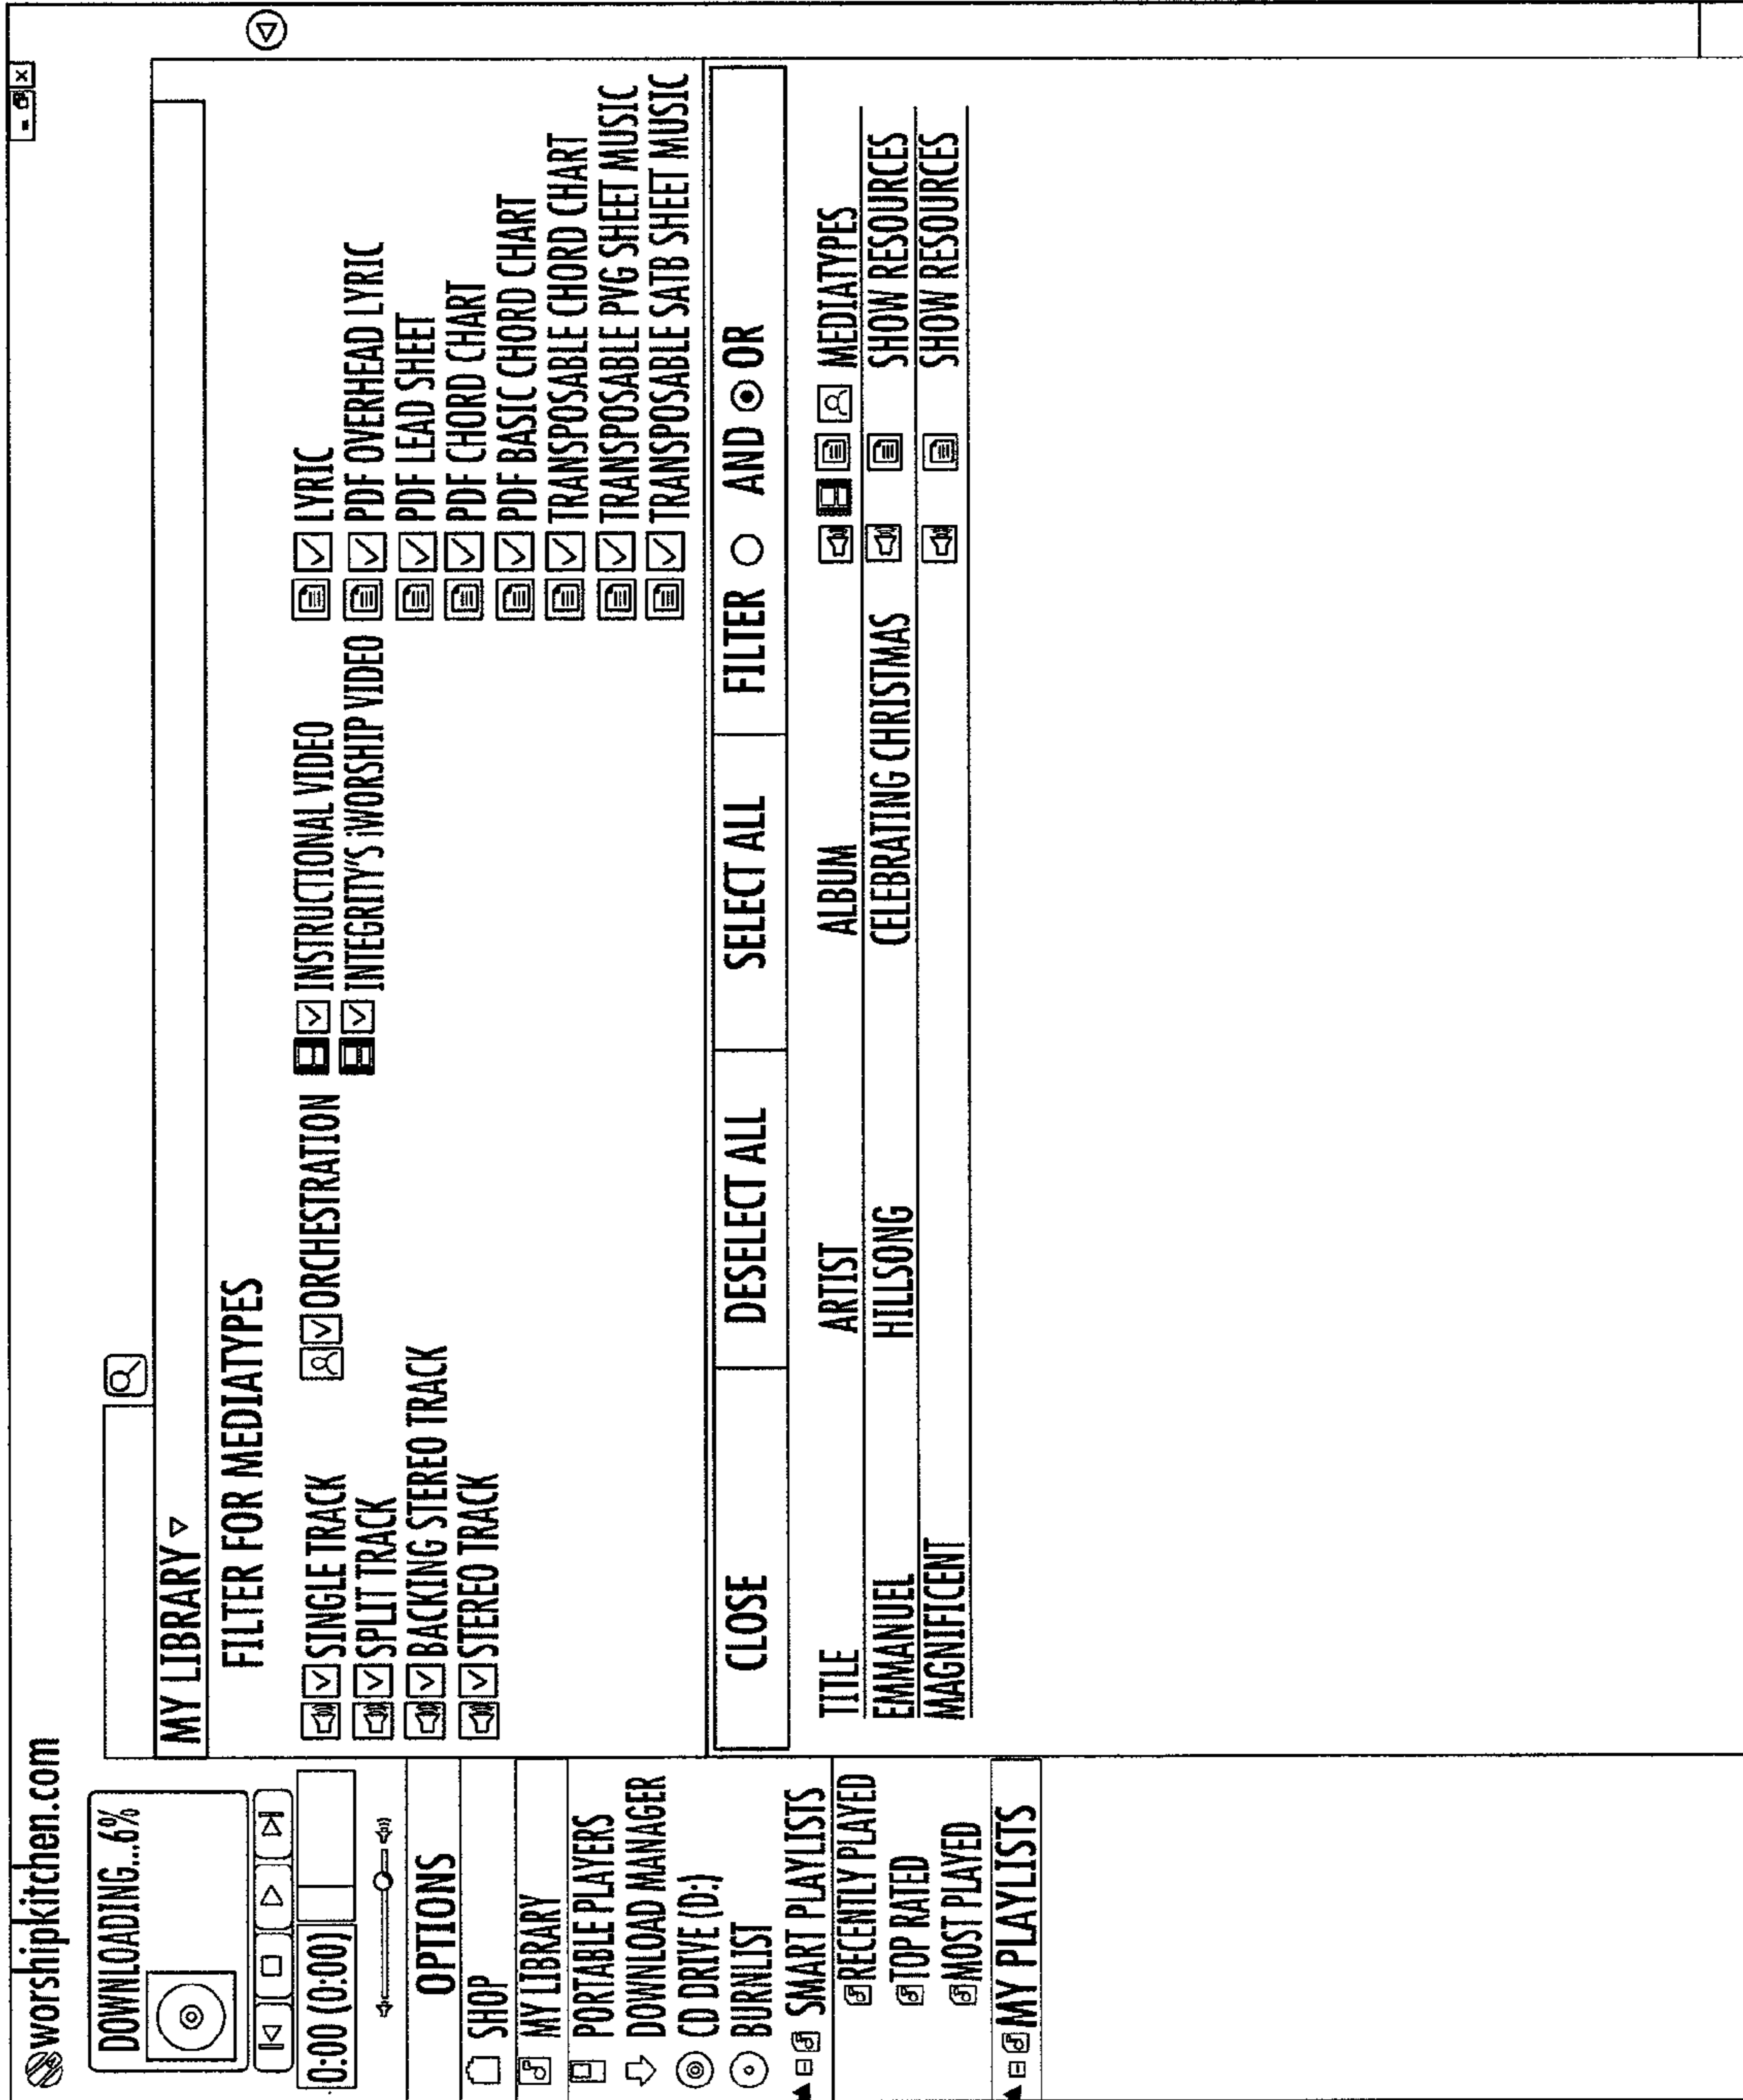 worshipkitchen.com
DOWNLOADING...6%
0:00 (0:00)
OPTIONS
SHOP
MY LIBRARY
PORTABLE PLAYERS
DOWNLOAD MANAGER
CD DRIVE (D:)
BURNLIST
SMART PLAYLISTS
RECENTLY PLAYED
TOP RATED
MOST PLAYED
MY PLAYLISTS
MY LIBRARY
FILTER FOR MEDIATYPES
SINGLE TRACK
SPLIT TRACK
BACKING STEREO TRACK
STEREO TRACK
ORCHESTRATION
INSTRUCTIONAL VIDEO
INTEGRITY'S iWORSHIP VIDEO
LYRIC
PDF OVERHEAD LYRIC
PDF LEAD SHEET
PDF CHORD CHART
PDF BASIC CHORD CHART
TRANSPOSABLE CHORD CHART
TRANSPOSABLE PVG SHEET MUSIC
TRANSPOSABLE SATB SHEET MUSIC
CLOSE DESELECT ALL SELECT ALL FILTER AND OR
TITLE ARTIST ALBUM MEDIATYPES
EMMANUEL HILLSONG CELEBRATING CHRISTMAS SHOW RESOURCES
MAGNIFICENT SHOW RESOURCES